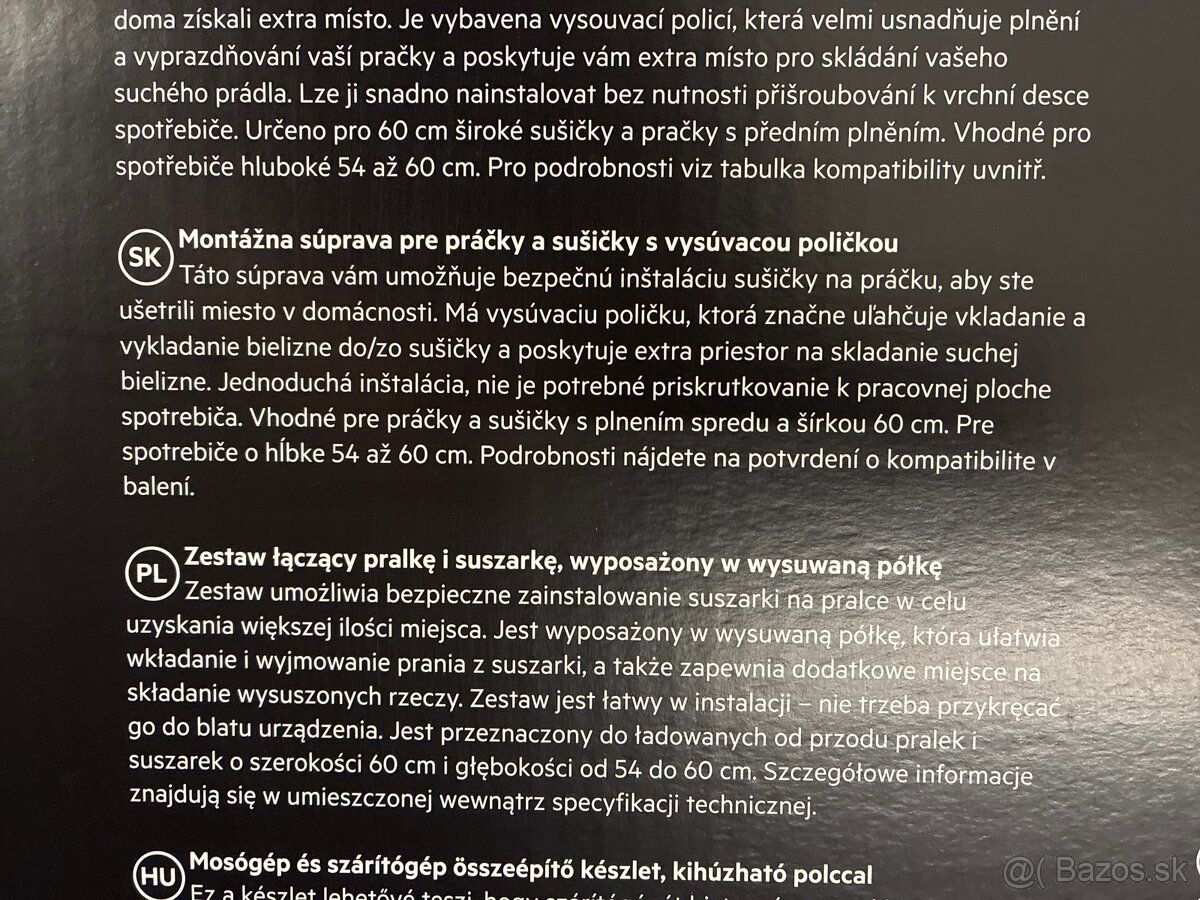 doma získali extra místo. Je vybavena vysouvací policí, která velmi usnadňuje plnění
a vyprazdňování vaší pračky a poskytuje vám extra místo pro skládání vašeho
suchého prádla. Lze ji snadno nainstalovat bez nutnosti přišroubování k vrchní desce
spotřebiče. Určeno pro 60 cm široké sušičky a pračky s předním plněním. Vhodné pro
spotřebiče hluboké 54 až 60 cm. Pro podrobnosti viz tabulka kompatibility uvnitř.
SK Montážna súprava pre práčky a sušičky s vysúvacou poličkou
Táto súprava vám umožňuje bezpečnú inštaláciu sušičky na práčku, aby ste
ušetrili miesto v domácnosti. Má vysúvaciu poličku, ktorá značne uľahčuje vkladanie a
vykladanie bielizne do/zo sušičky a poskytuje extra priestor na skladanie suchej
bielizne. Jednoduchá inštalácia, nie je potrebné priskrutkovanie k pracovnej ploche
spotrebiča. Vhodné pre práčky a sušičky s plnením spredu a šírkou 60 cm. Pre
spotrebiče o hĺbke 54 až 60 cm. Podrobnosti nájdete na potvrdení o kompatibilite v
balení.
PL Zestaw łączący pralkę i suszarkę, wyposażony w wysuwaną półkę
Zestaw umożliwia bezpieczne zainstalowanie suszarki na pralce w celu
uzyskania większej ilości miejsca. Jest wyposażony w wysuwaną półkę, która ułatwia
wkładanie i wyjmowanie prania z suszarki, a także zapewnia dodatkowe miejsce na
składanie wysuszonych rzeczy. Zestaw jest łatwy w instalacji – nie trzeba przykręcać
go do blatu urządzenia. Jest przeznaczony do ładowanych od przodu pralek i
suszarek o szerokości 60 cm i głębokości od 54 do 60 cm. Szczegółowe informacje
znajdują się w umieszczonej wewnątrz specyfikacji technicznej.
HU Mosógép és szárítógép összeépítő készlet, kihúzható polccal
Ez a készlet lehetővé teszi, hogy
@( Bazos.sk